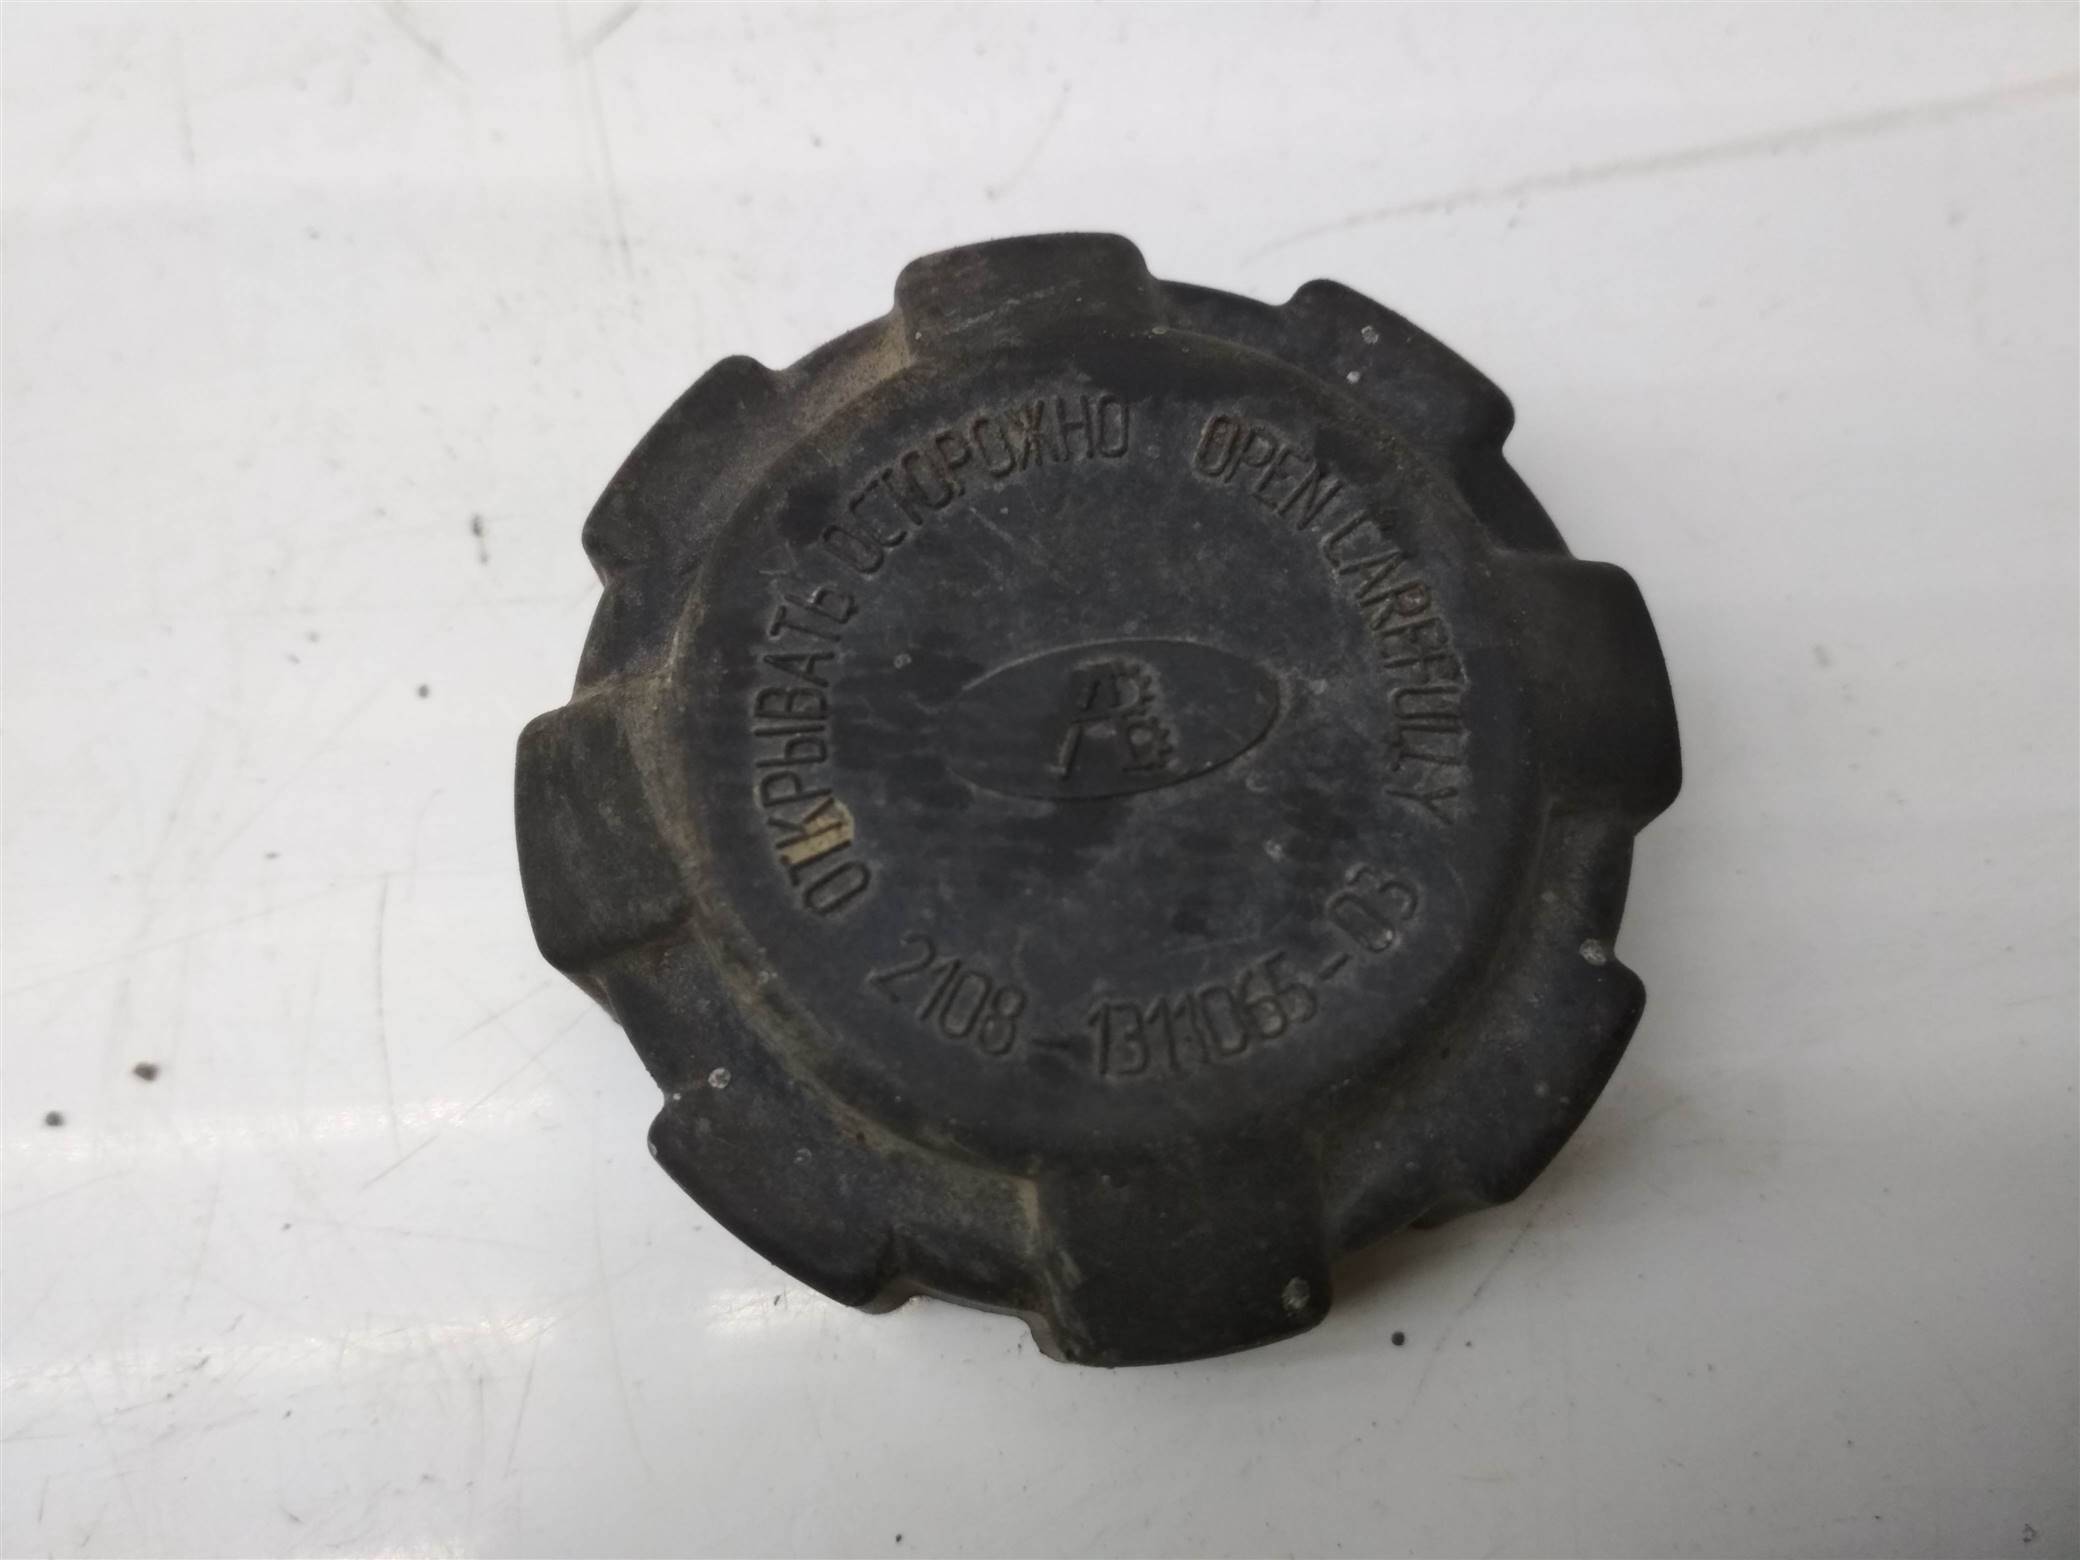 ОТКРЫВАТЬ ОСТОРОЖНО
OPEN CAREFULLY
2108-1311065-03